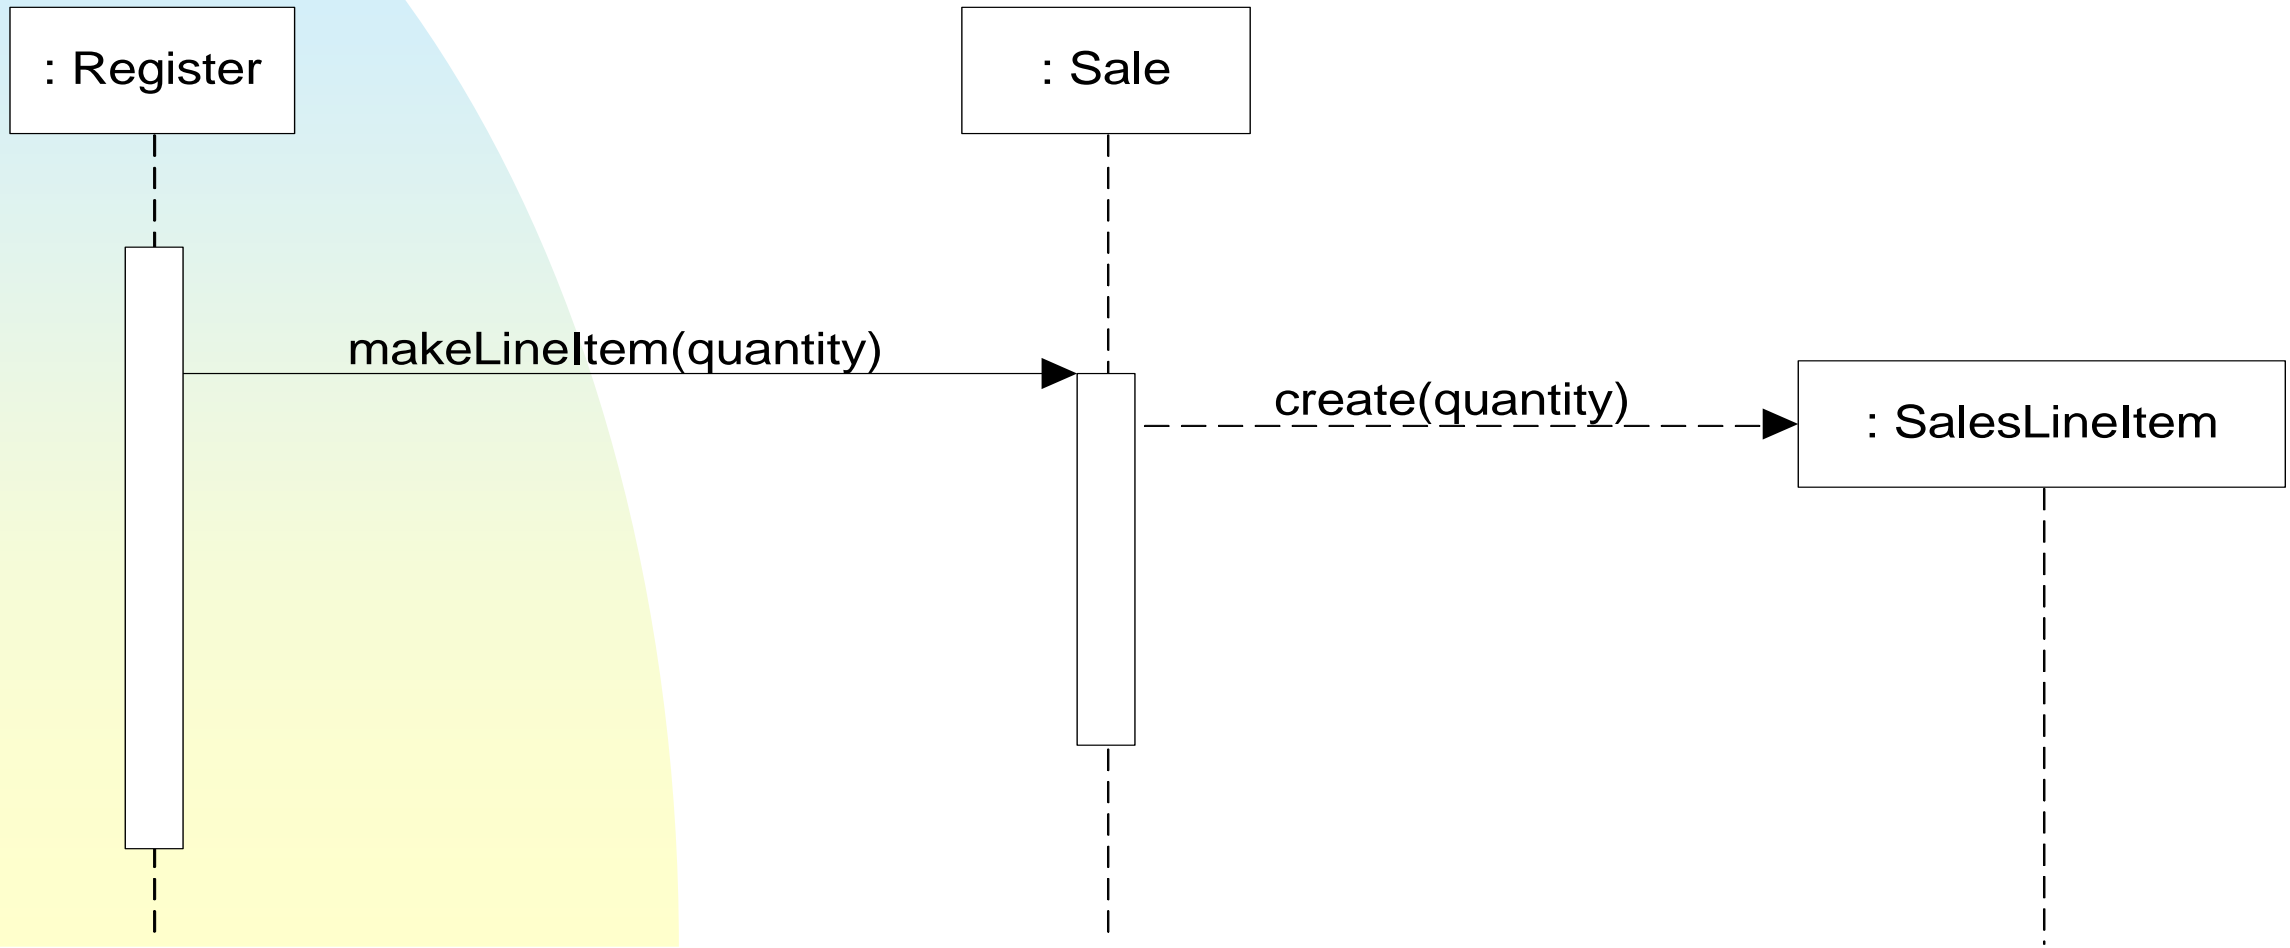 : Register
: Sale
makeLineItem(quantity)
create(quantity)
: SalesLineItem